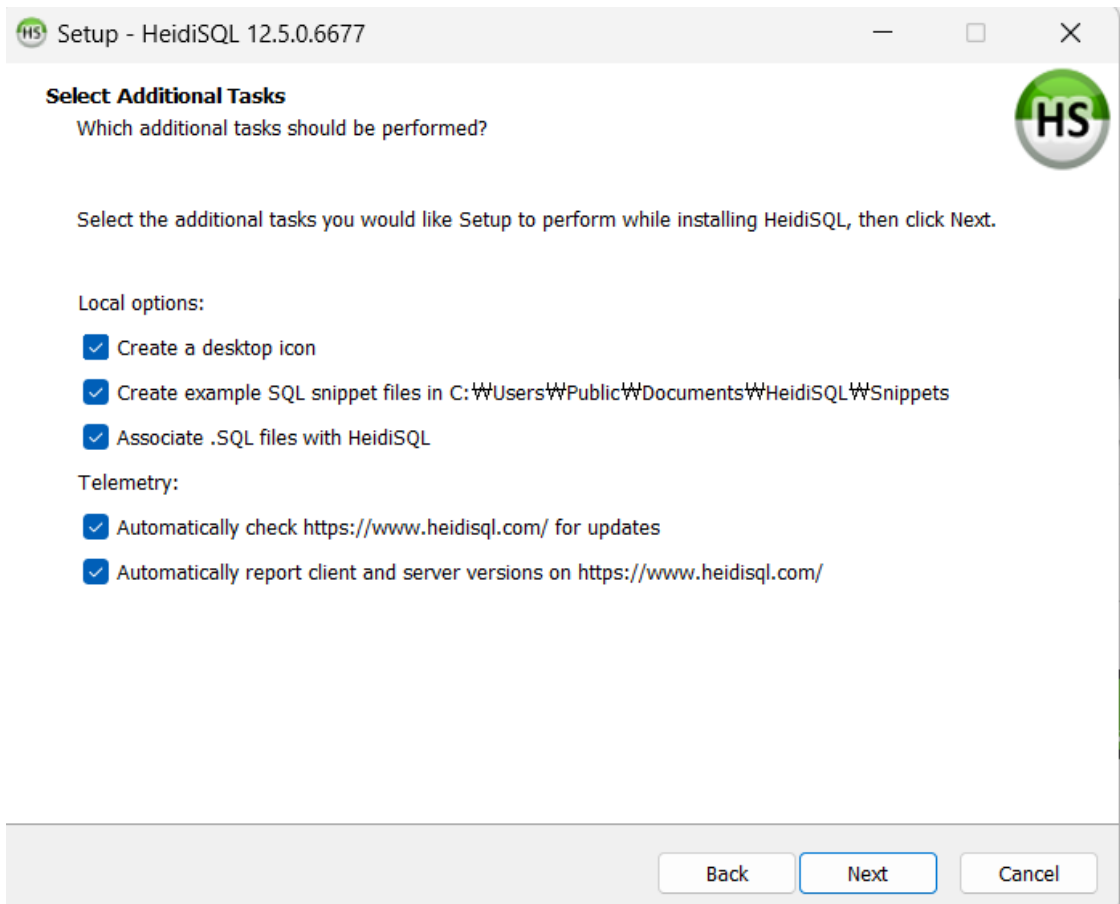 Setup - HeidiSQL 12.5.0.6677
Select Additional Tasks
Which additional tasks should be performed?
HS
Select the additional tasks you would like Setup to perform while installing HeidiSQL, then click Next.
Local options:
Create a desktop icon
Create example SQL snippet files in C:₩Users₩Public₩Documents₩HeidiSQL₩Snippets
Associate .SQL files with HeidiSQL
Telemetry:
Automatically check https://www.heidisql.com/ for updates
Automatically report client and server versions on https://www.heidisql.com/
Back Next Cancel